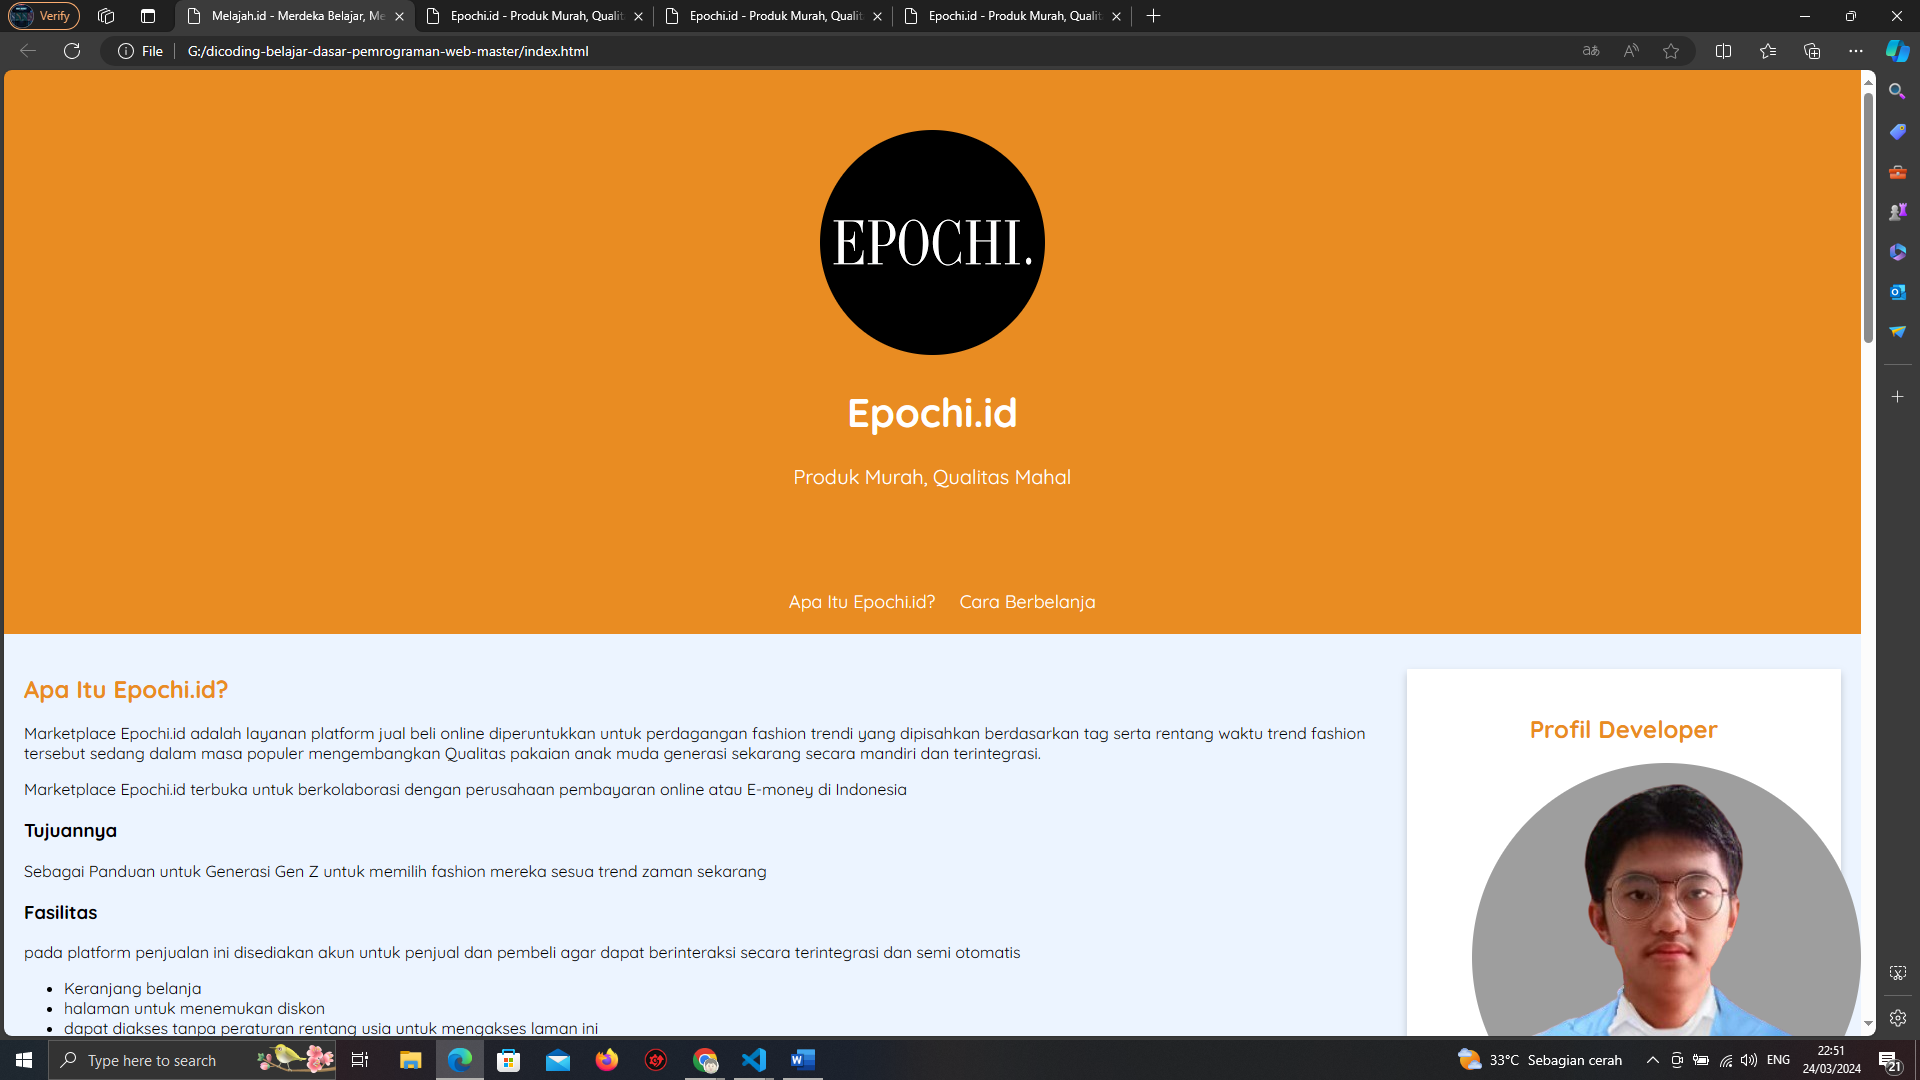 Verify
Melajah.id - Merdeka Belajar, Me
Epochi.id - Produk Murah, Qualit
Epochi.id - Produk Murah, Qualit
Epochi.id - Produk Murah, Qualit
File
G:/dicoding-belajar-dasar-pemrograman-web-master/index.html
EPOCHI.
Epochi.id
Produk Murah, Qualitas Mahal
Apa Itu Epochi.id?
Cara Berbelanja
Apa Itu Epochi.id?
Marketplace Epochi.id adalah layanan platform jual beli online diperuntukkan untuk perdagangan fashion trendi yang dipisahkan berdasarkan tag serta rentang waktu trend fashion
tersebut sedang dalam masa populer mengembangkan Qualitas pakaian anak muda generasi sekarang secara mandiri dan terintegrasi.
Marketplace Epochi.id terbuka untuk berkolaborasi dengan perusahaan pembayaran online atau E-money di Indonesia
Tujuannya
Sebagai Panduan untuk Generasi Gen Z untuk memilih fashion mereka sesua trend zaman sekarang
Fasilitas
pada platform penjualan ini disediakan akun untuk penjual dan pembeli agar dapat berinteraksi secara terintegrasi dan semi otomatis
Keranjang belanja
halaman untuk menemukan diskon
dapat diakses tanpa peraturan rentang usia untuk mengakses laman ini
Profil Developer
Type here to search
33°C Sebagian cerah
ENG
22:51
24/03/2024
21